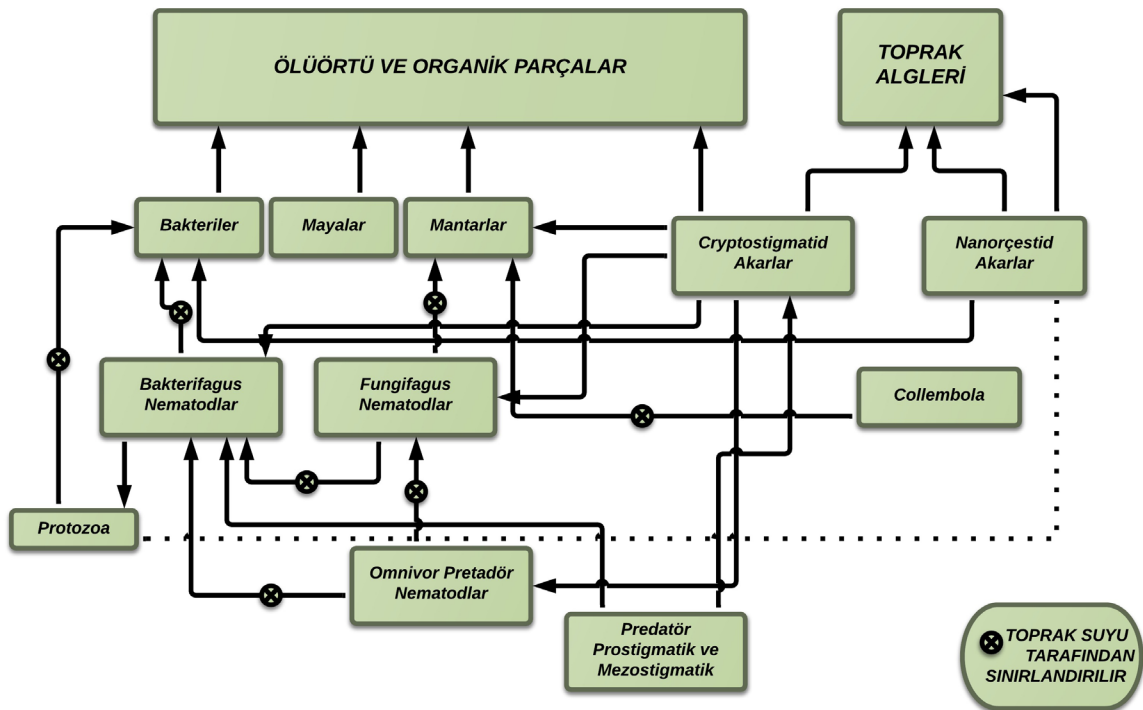 ÖLÜÖRTÜ VE ORGANİK PARÇALAR
TOPRAK
ALGLERİ
Bakteriler
Mayalar
Mantarlar
Cryptostigmatid
Akarlar
Nanorçestid
Akarlar
Bakterifagus
Nematodlar
Fungifagus
Nematodlar
Collembola
Protozoa
Omnivor Pretadör
Nematodlar
Predatör
Prostigmatik ve
Mezostigmatik
TOPRAK SUYU
TARAFINDAN
SINIRLANDIRILIR